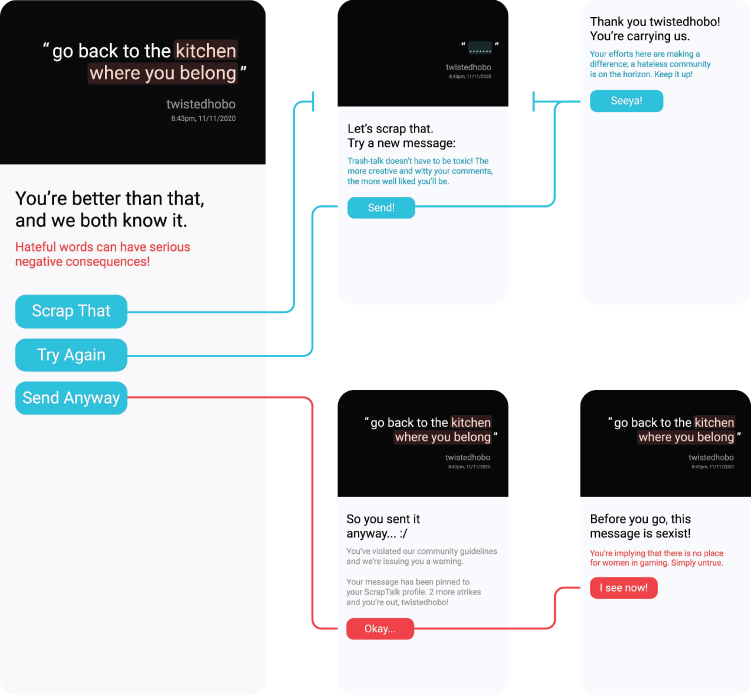 “ go back to the kitchen
where you belong ”
twistedhobo
8:43pm, 11/11/2020
You’re better than that,
and we both know it.
Hateful words can have serious
negative consequences!
Scrap That
Try Again
Send Anyway
“ ....... ”
twistedhobo
8:43pm, 11/11/2020
Let’s scrap that.
Try a new message:
Trash-talk doesn’t have to be toxic! The
more creative and witty your comments,
the more well liked you’ll be.
Send!
Thank you twistedhobo!
You’re carrying us.
Your efforts here are making a
difference; a hateless community
is on the horizon. Keep it up!
Seeya!
“ go back to the kitchen
where you belong ”
twistedhobo
8:43pm, 11/11/2020
So you sent it
anyway... :/
You’ve violated our community guidelines
and we’re issuing you a warning.
Your message has been pinned to
your ScrapTalk profile. 2 more strikes
and you’re out, twistedhobo!
Okay...
“ go back to the kitchen
where you belong ”
twistedhobo
8:43pm, 11/11/2020
Before you go, this
message is sexist!
You’re implying that there is no place
for women in gaming. Simply untrue.
I see now!